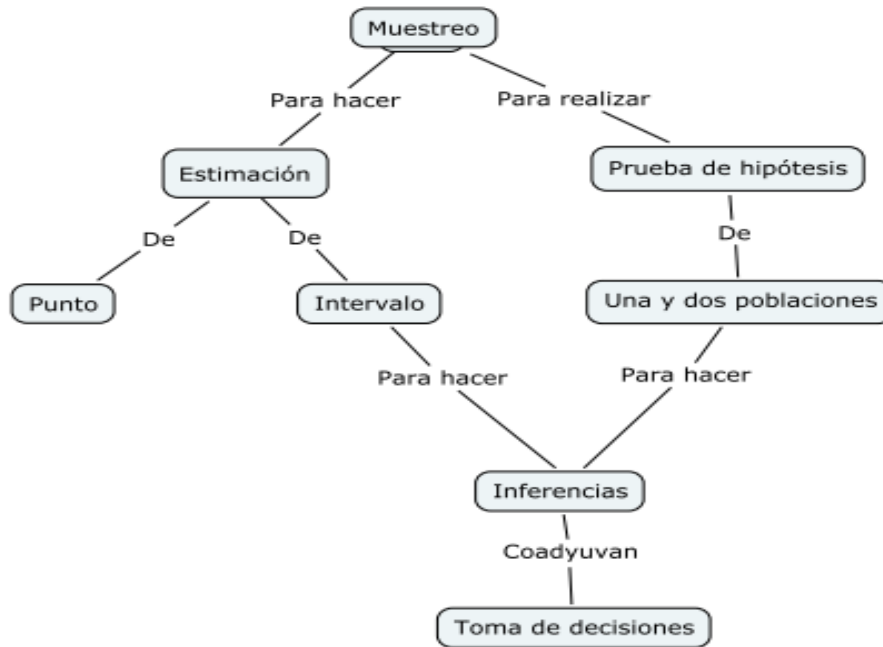 Muestreo
Para hacer
Para realizar
Estimación
Prueba de hipótesis
De
De
De
Punto
Intervalo
Una y dos poblaciones
Para hacer
Para hacer
Inferencias
Coadyuvan
Toma de decisiones